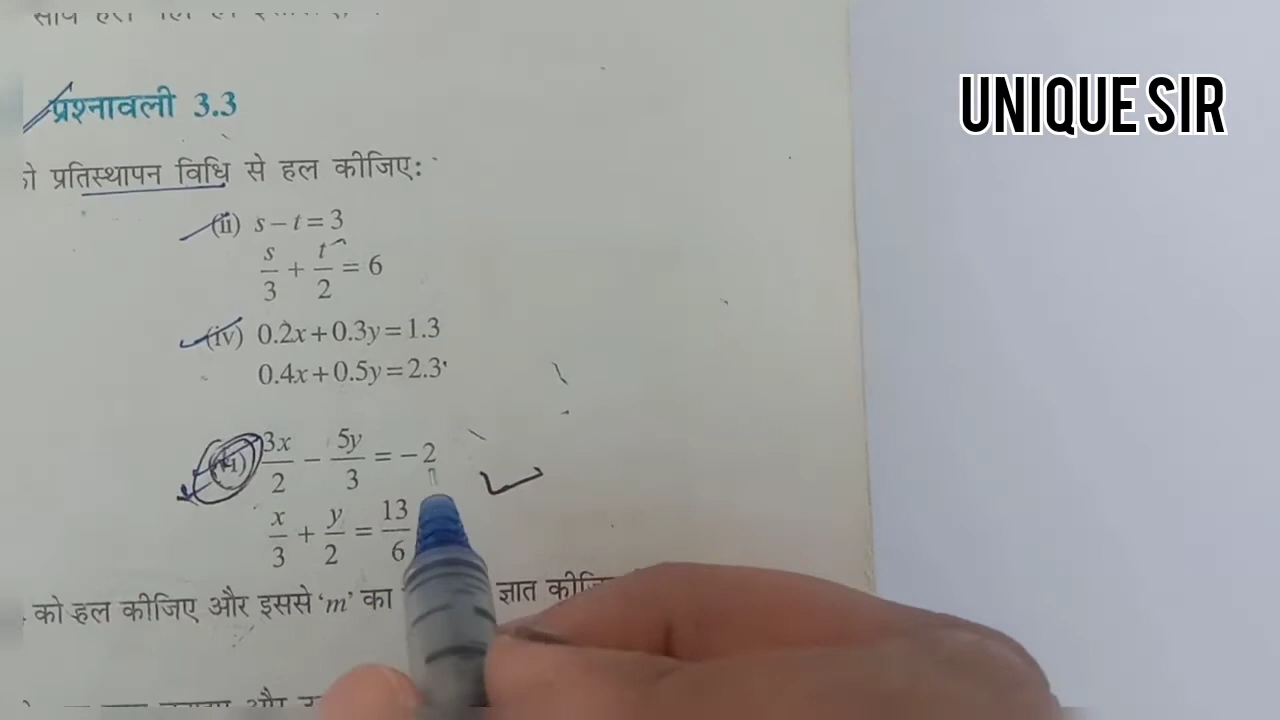 UNIQUE SIR
प्रश्नावली 3.3
प्रतिस्थापन विधि से हल कीजिए:
(ii) s – t = 3
s/3 + t/2 = 6
(iv) 0.2x + 0.3y = 1.3
0.4x + 0.5y = 2.3
3x/2 – 5y/3 = –2
x/3 + y/2 = 13/6
को हल कीजिए और इससे ‘m’ का ज्ञात